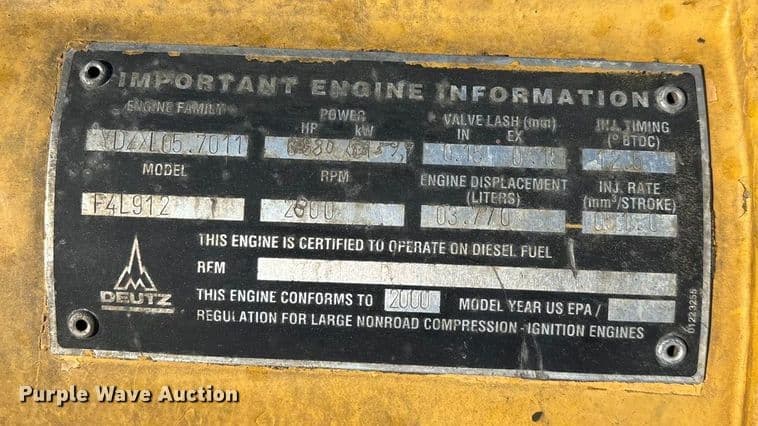 IMPORTANT ENGINE INFORMATION
ENGINE FAMILY POWER VALVE LASH (mm) INJ. TIMING
HP kW IN EX (° BTDC)
MODEL RPM ENGINE DISPLACEMENT INJ. RATE
(LITERS) (mm³/STROKE)
F4L912 03.770
THIS ENGINE IS CERTIFIED TO OPERATE ON DIESEL FUEL
RFM
DEUTZ
THIS ENGINE CONFORMS TO 2000 MODEL YEAR US EPA /
REGULATION FOR LARGE NONROAD COMPRESSION - IGNITION ENGINES
01223255
Purple Wave Auction